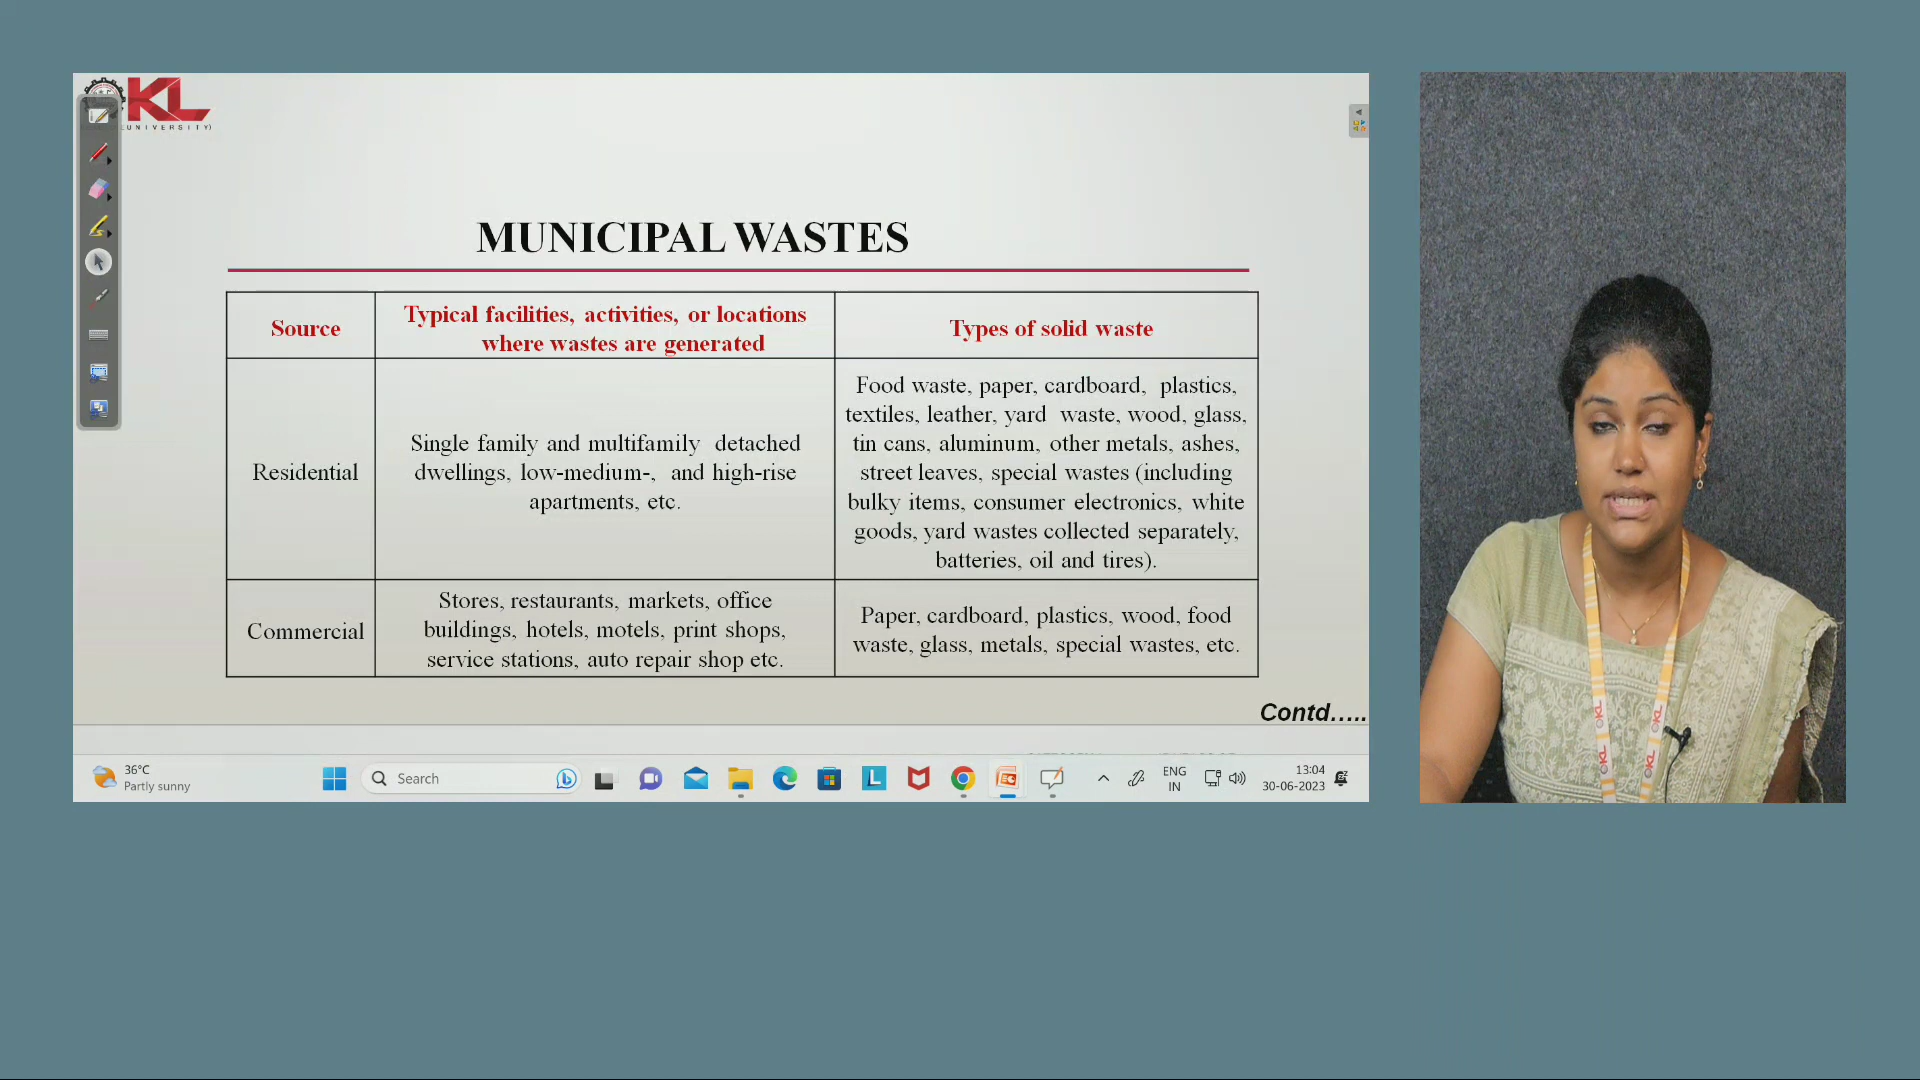 KL
(UNIVERSITY)
MUNICIPAL WASTES
Source
Typical facilities, activities, or locations
where wastes are generated
Types of solid waste
Residential
Single family and multifamily detached
dwellings, low-medium-, and high-rise
apartments, etc.
Food waste, paper, cardboard, plastics,
textiles, leather, yard waste, wood, glass,
tin cans, aluminum, other metals, ashes,
street leaves, special wastes (including
bulky items, consumer electronics, white
goods, yard wastes collected separately,
batteries, oil and tires).
Commercial
Stores, restaurants, markets, office
buildings, hotels, motels, print shops,
service stations, auto repair shop etc.
Paper, cardboard, plastics, wood, food
waste, glass, metals, special wastes, etc.
Contd.....
36°C
Partly sunny
Search
ENG
IN
13:04
30-06-2023
KL
KL
KL
KL